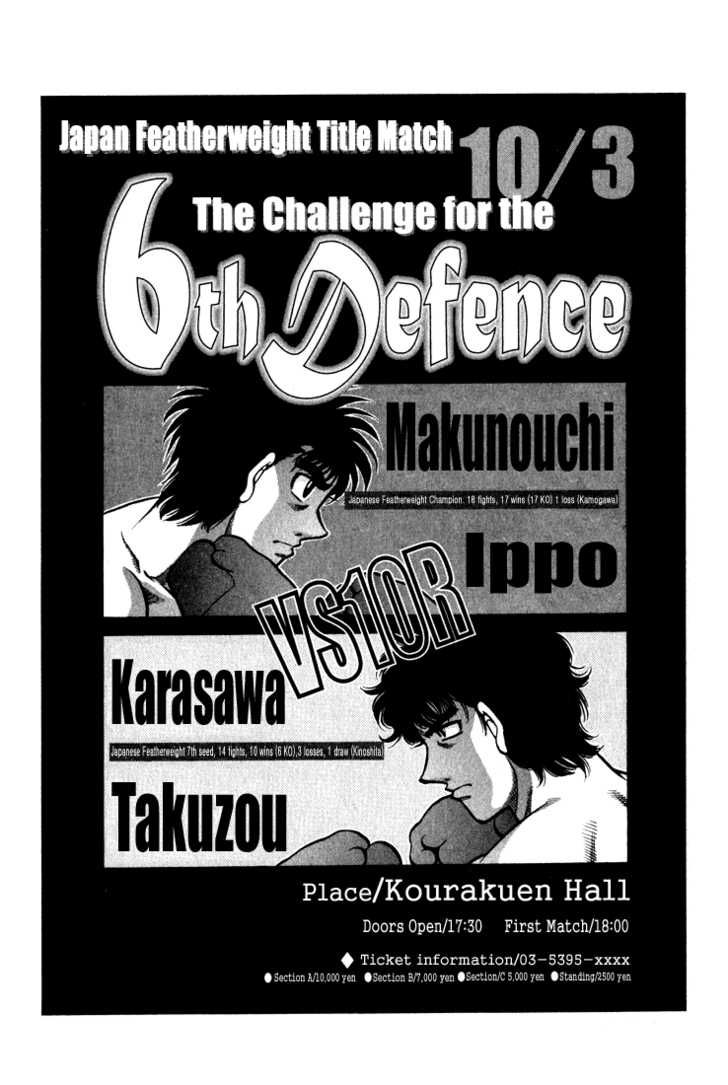 Japan Featherweight Title Match
10/3
The Challenge for the
6th Defence
Makunouchi
Japanese Featherweight Champion. 18 fights, 17 wins (17 KO) 1 loss (Kamogawa)
Ippo
VS10R
Karasawa
Japanese Featherweight 7th seed, 14 fights, 10 wins (6 KO),3 losses, 1 draw (Kinoshita)
Takuzou
Place/Kourakuen Hall
Doors Open/17:30 First Match/18:00
◆ Ticket information/03-5395-xxxx
●Section A/10,000 yen ●Section B/7,000 yen ●Section/C 5,000 yen ●Standing/2500 yen